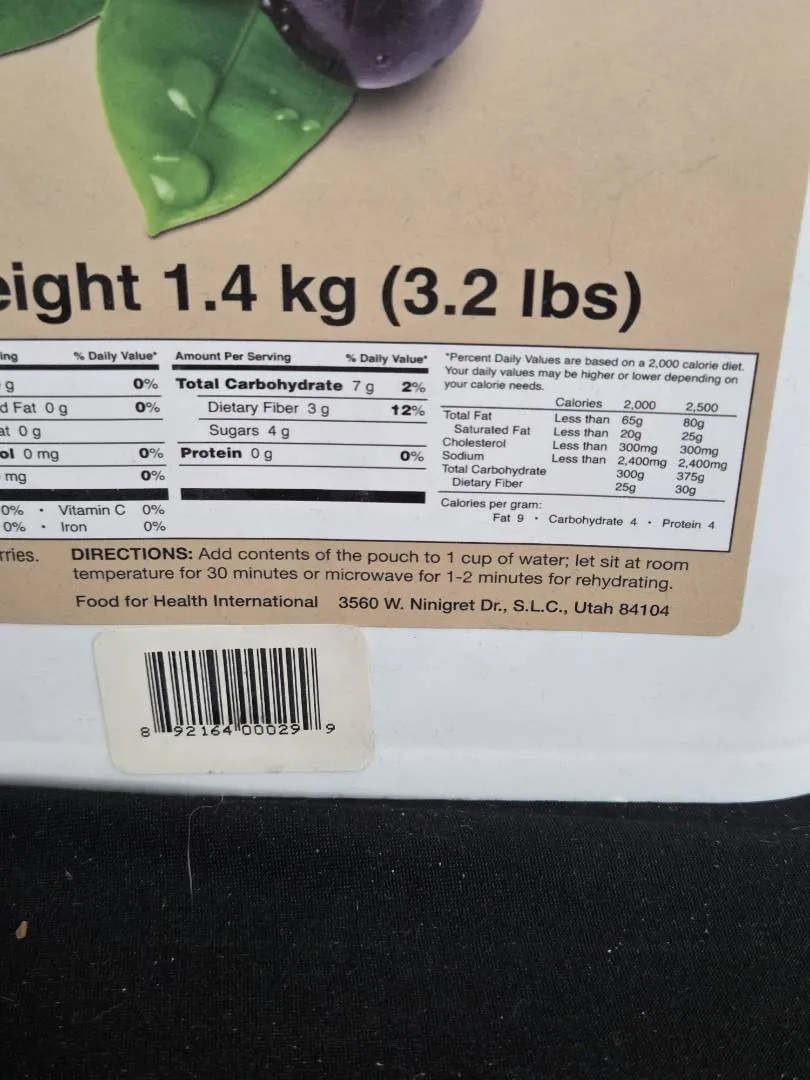 eight 1.4 kg (3.2 lbs)
ing % Daily Value*
g 0%
d Fat 0 g 0%
at 0 g
ol 0 mg 0%
mg 0%
0% • Vitamin C 0%
0% • Iron 0%
Amount Per Serving % Daily Value*
Total Carbohydrate 7 g 2%
Dietary Fiber 3 g 12%
Sugars 4 g
Protein 0 g 0%
*Percent Daily Values are based on a 2,000 calorie diet.
Your daily values may be higher or lower depending on
your calorie needs.
Calories 2,000 2,500
Total Fat Less than 65g 80g
Saturated Fat Less than 20g 25g
Cholesterol Less than 300mg 300mg
Sodium Less than 2,400mg 2,400mg
Total Carbohydrate 300g 375g
Dietary Fiber 25g 30g
Calories per gram:
Fat 9 • Carbohydrate 4 • Protein 4
rries. DIRECTIONS: Add contents of the pouch to 1 cup of water; let sit at room
temperature for 30 minutes or microwave for 1-2 minutes for rehydrating.
Food for Health International 3560 W. Ninigret Dr., S.L.C., Utah 84104
8 92164 00029 9